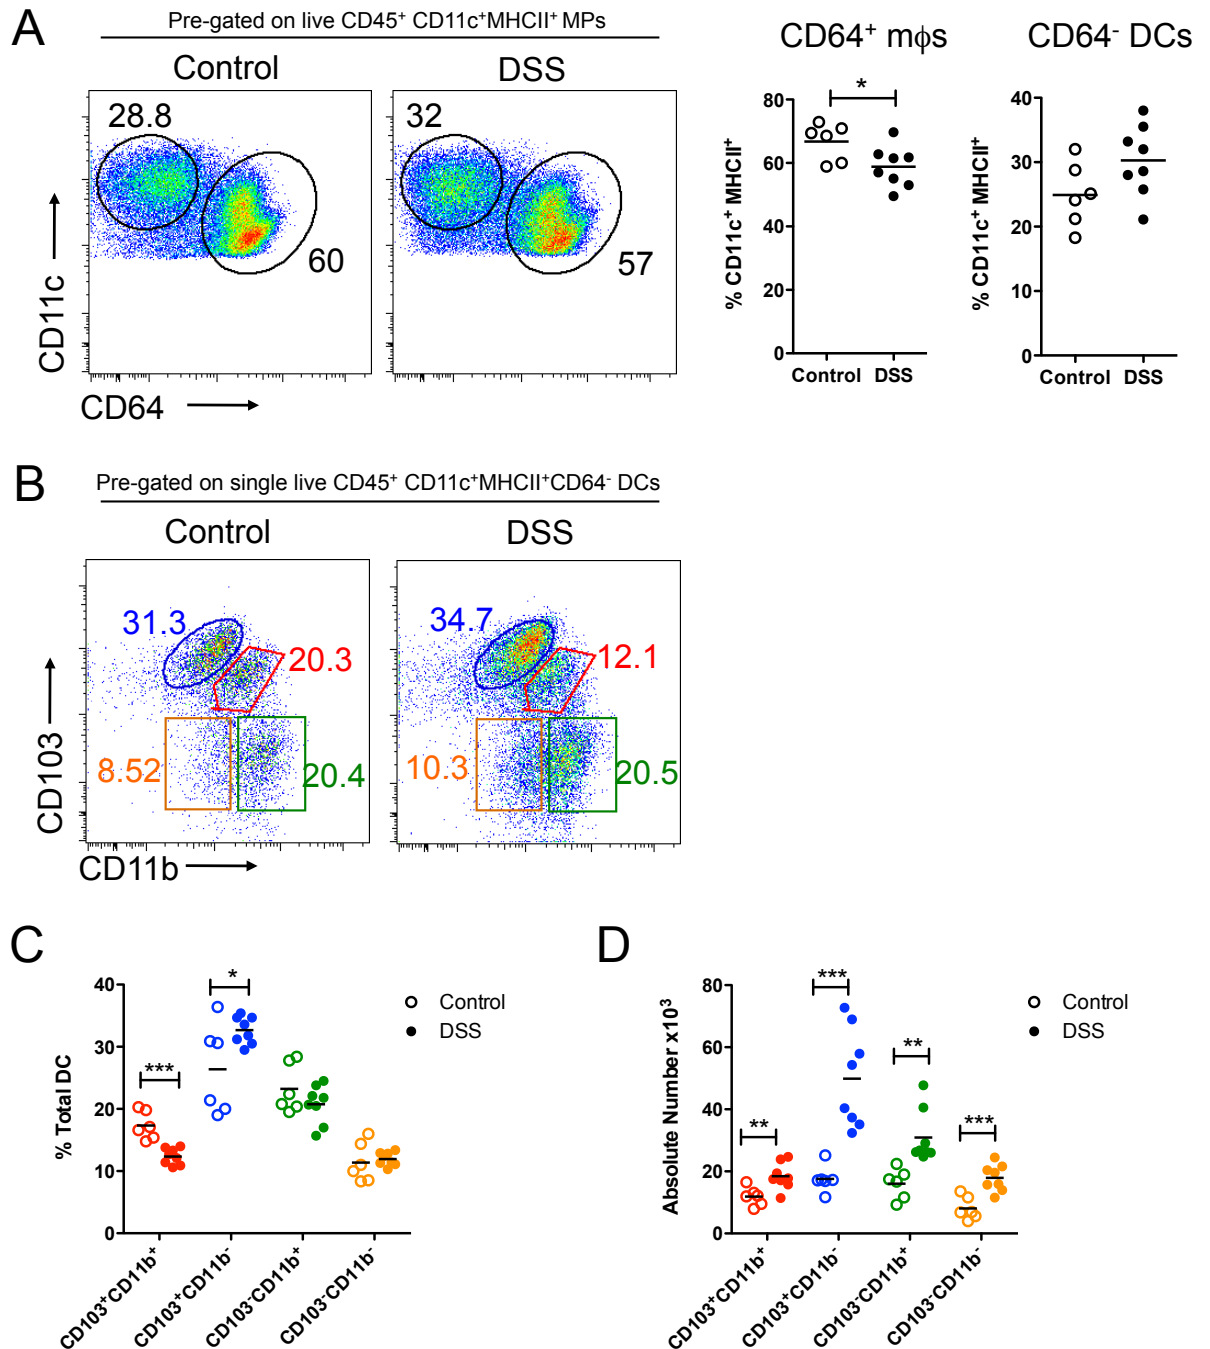 A
Pre-gated on live CD45⁺ CD11c⁺MHCII⁺ MPs
Control
DSS
28.8
60
32
57
CD11c
CD64
CD64⁺ mϕs
*
% CD11c⁺ MHCII⁺
80
60
40
20
0
Control DSS
CD64⁻ DCs
% CD11c⁺ MHCII⁺
40
30
20
10
0
Control DSS
B
Pre-gated on single live CD45⁺ CD11c⁺MHCII⁺CD64⁻ DCs
Control
DSS
31.3
20.3
8.52
20.4
34.7
12.1
10.3
20.5
CD103
CD11b
C
% Total DC
40
30
20
10
0
***
*
Control
DSS
CD103⁺CD11b⁺
CD103⁺CD11b⁻
CD103⁻CD11b⁺
CD103⁻CD11b⁻
D
Absolute Number x10³
80
60
40
20
0
**
***
**
***
Control
DSS
CD103⁺CD11b⁺
CD103⁺CD11b⁻
CD103⁻CD11b⁺
CD103⁻CD11b⁻